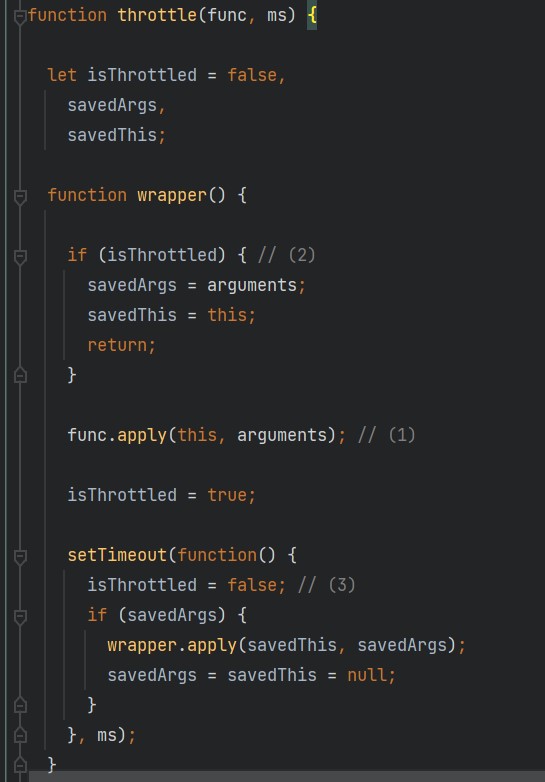 function throttle(func, ms) {
let isThrottled = false,
savedArgs,
savedThis;
function wrapper() {
if (isThrottled) { // (2)
savedArgs = arguments;
savedThis = this;
return;
}
func.apply(this, arguments); // (1)
isThrottled = true;
setTimeout(function() {
isThrottled = false; // (3)
if (savedArgs) {
wrapper.apply(savedThis, savedArgs);
savedArgs = savedThis = null;
}
}, ms);
}